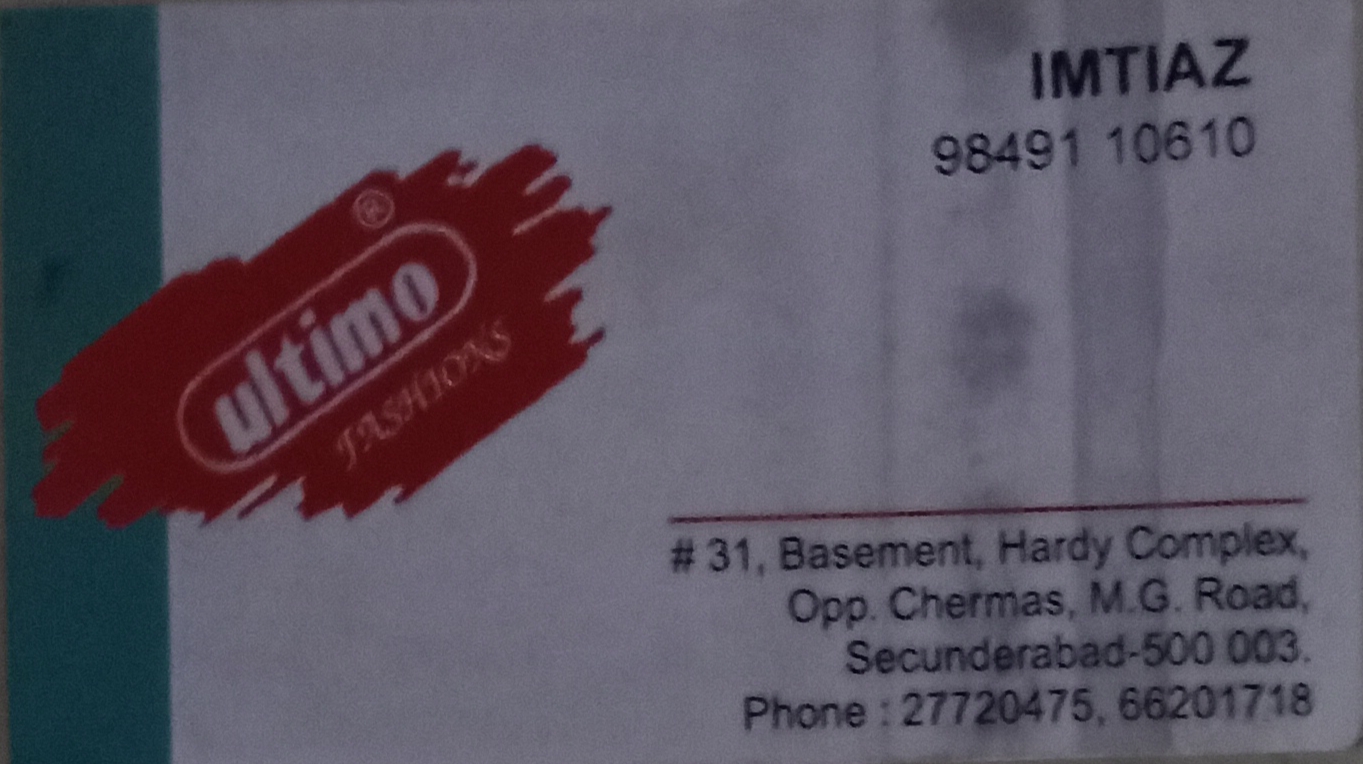 IMTIAZ
98491 10610
®
ultimo
FASHIONS
# 31, Basement, Hardy Complex,
Opp. Chermas, M.G. Road,
Secunderabad-500 003.
Phone : 27720475, 66201718